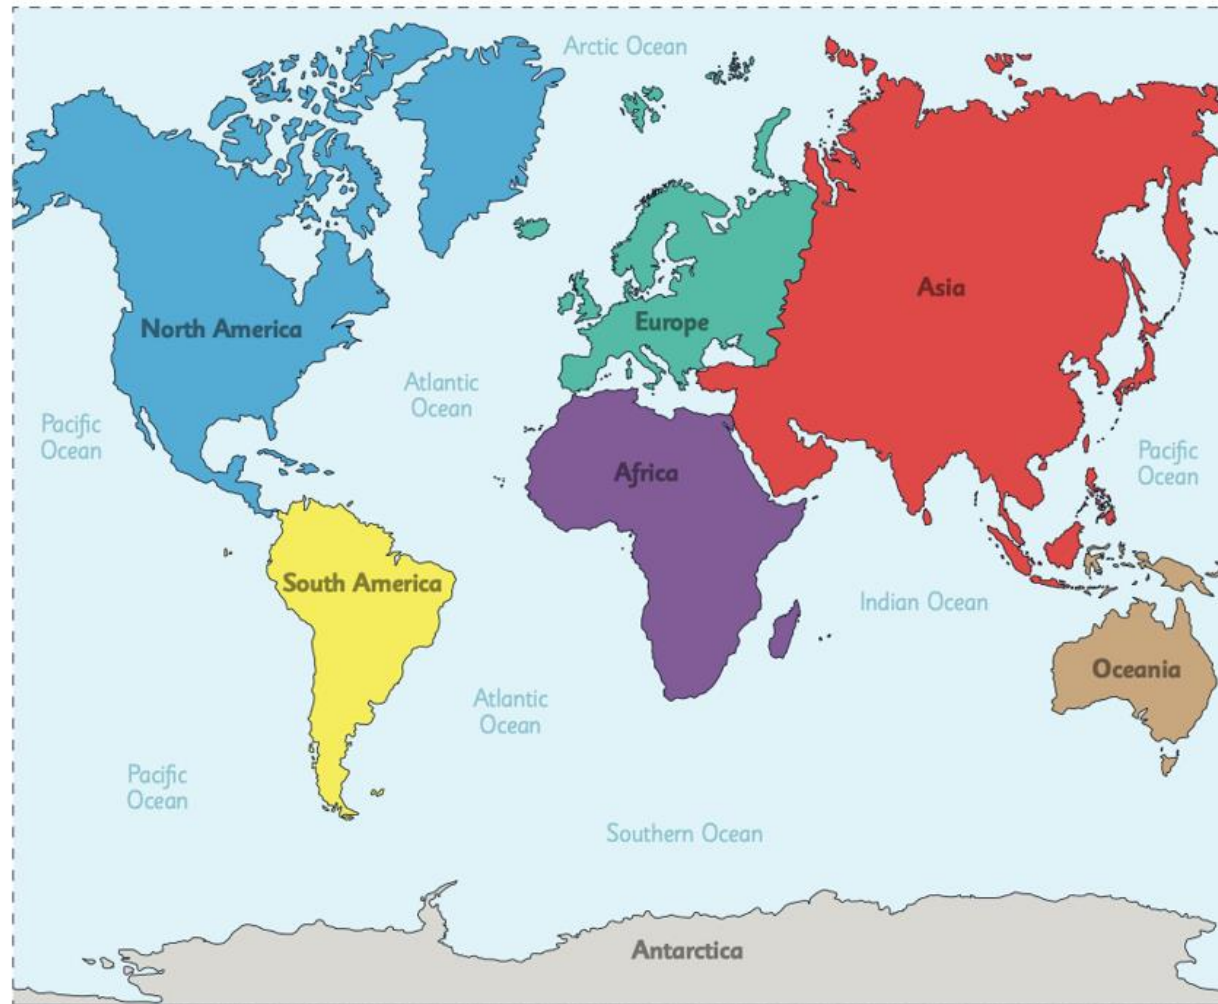 Arctic Ocean
Asia
North America
Europe
Atlantic
Ocean
Pacific
Ocean
Pacific
Ocean
Africa
South America
Indian Ocean
Oceania
Atlantic
Ocean
Pacific
Ocean
Southern Ocean
Antarctica